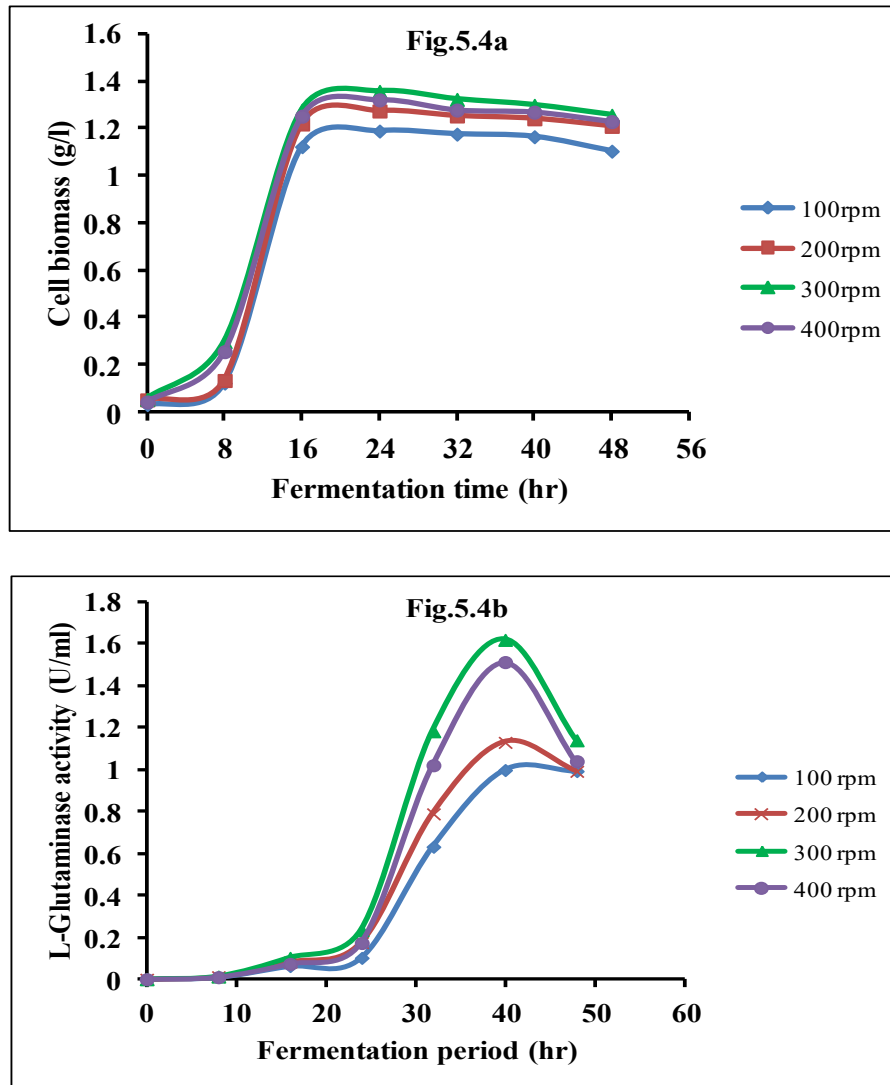 Fig.5.4a
1.6
1.4
1.2
1
0.8
0.6
0.4
0.2
0
Cell biomass (g/l)
0 8 16 24 32 40 48 56
Fermentation time (hr)
100rpm
200rpm
300rpm
400rpm
Fig.5.4b
1.8
1.6
1.4
1.2
1
0.8
0.6
0.4
0.2
0
L-Glutaminase activity (U/ml)
0 10 20 30 40 50 60
Fermentation period (hr)
100 rpm
200 rpm
300 rpm
400 rpm